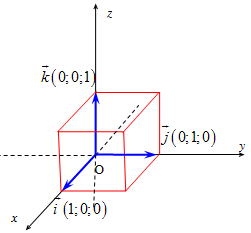 z
k⃗ (0;0;1)
j⃗ (0;1;0)
y
O
i⃗ (1;0;0)
x